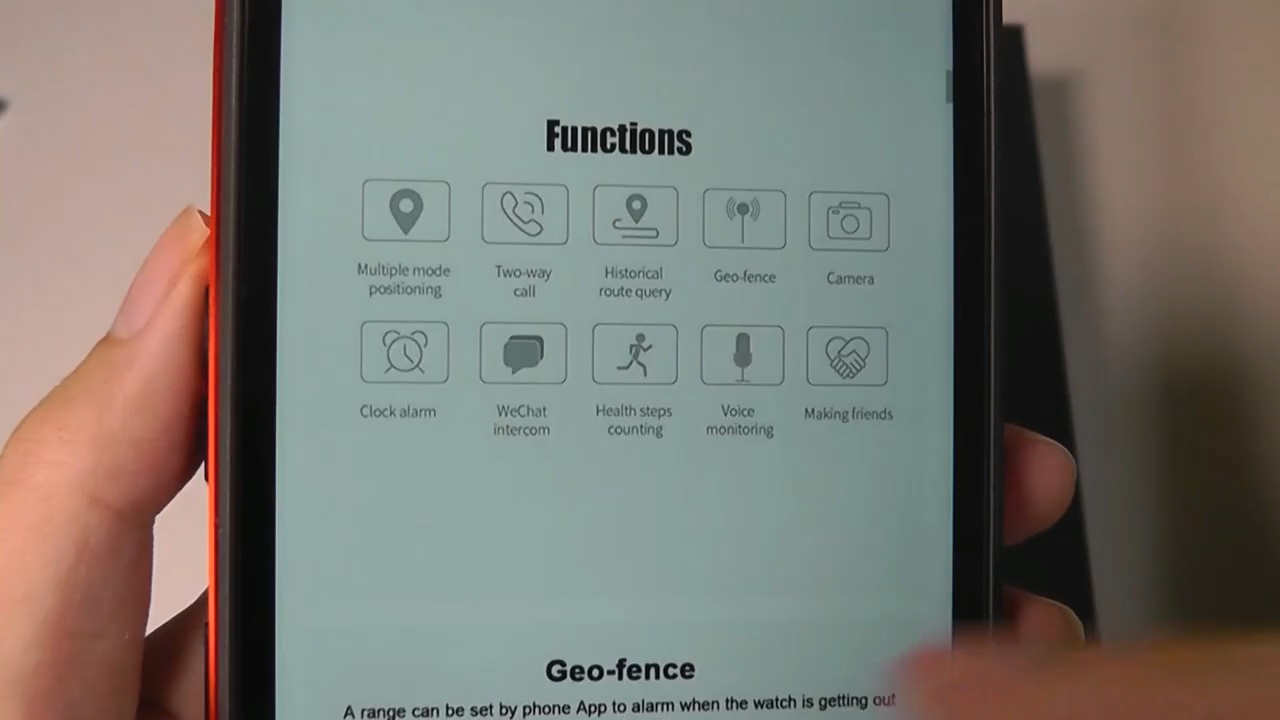 Functions
Multiple mode
positioning
Two-way
call
Historical
route query
Geo-fence
Camera
Clock alarm
WeChat
intercom
Health steps
counting
Voice
monitoring
Making friends
Geo-fence
A range can be set by phone App to alarm when the watch is getting out